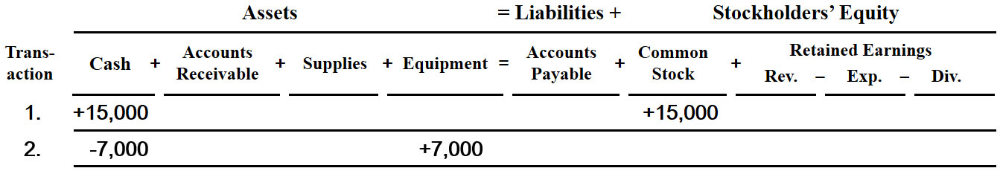 Assets = Liabilities + Stockholders’ Equity
Trans-
action
Cash + Accounts Receivable + Supplies + Equipment = Accounts Payable + Common Stock + Retained Earnings
Rev. – Exp. – Div.
1. +15,000 +15,000
2. -7,000 +7,000